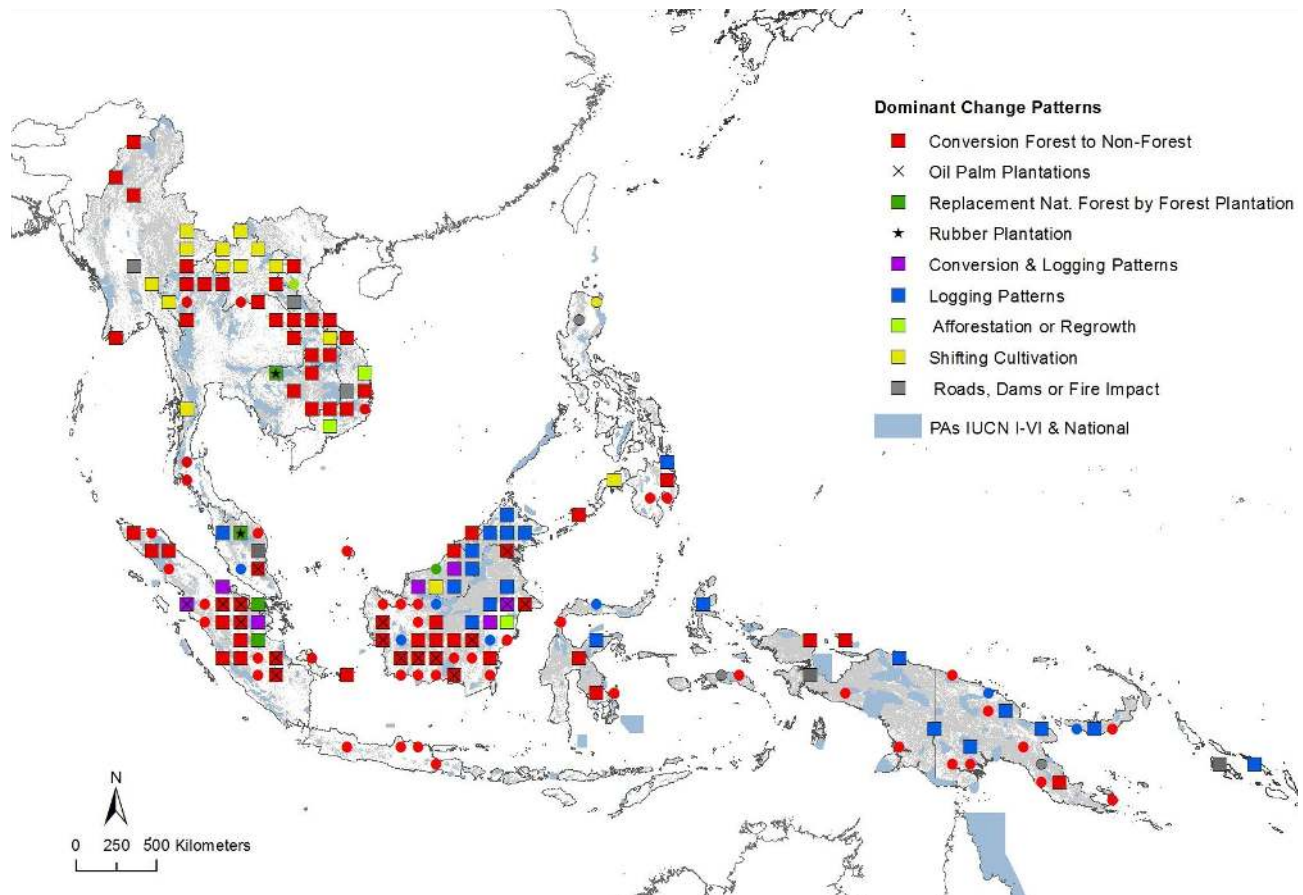 Dominant Change Patterns
Conversion Forest to Non-Forest
Oil Palm Plantations
Replacement Nat. Forest by Forest Plantation
Rubber Plantation
Conversion & Logging Patterns
Logging Patterns
Afforestation or Regrowth
Shifting Cultivation
Roads, Dams or Fire Impact
PAs IUCN I-VI & National
N
0 250 500 Kilometers